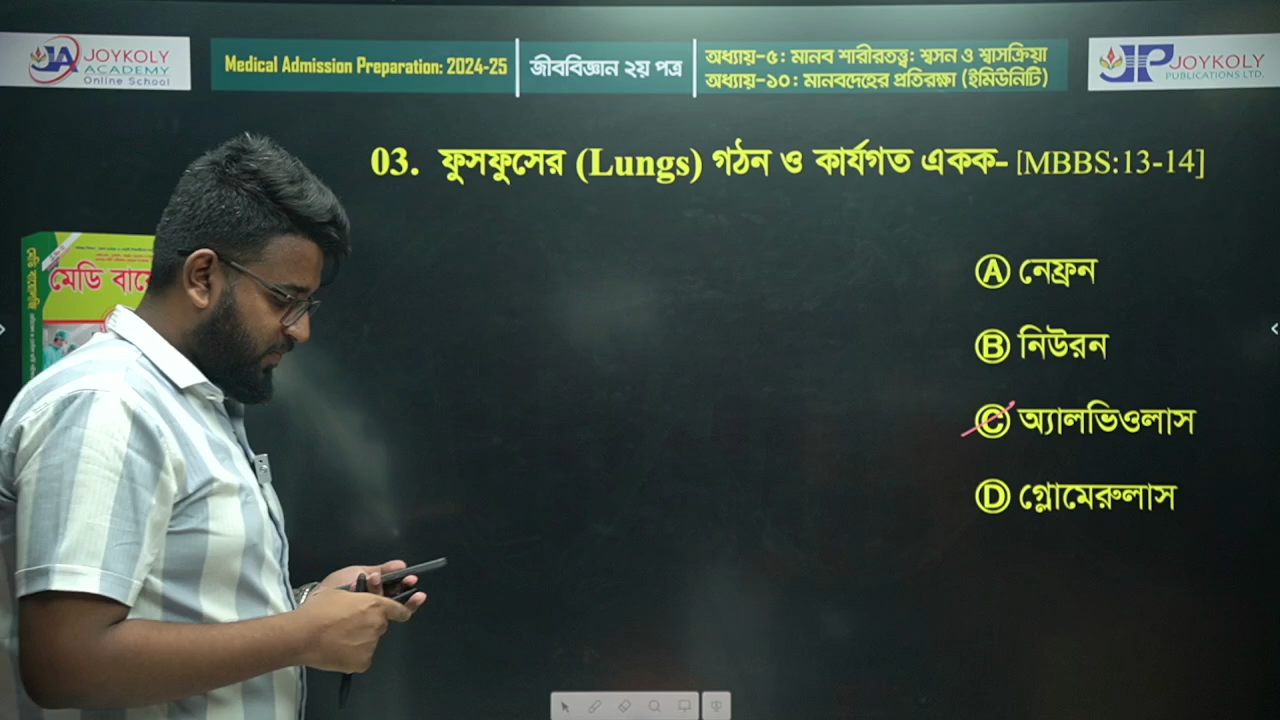 JA JOYKOLY
ACADEMY
Online School
Medical Admission Preparation: 2024-25
জীববিজ্ঞান ২য় পত্র
অধ্যায়-৫: মানব শারীরতত্ত্ব: শ্বসন ও শ্বাসক্রিয়া
অধ্যায়-১০: মানবদেহের প্রতিরক্ষা (ইমিউনিটি)
JP JOYKOLY
PUBLICATIONS LTD.
03. ফুসফুসের (Lungs) গঠন ও কার্যগত একক- [MBBS:13-14]
মেডি
A নেফ্রন
B নিউরন
C অ্যালভিওলাস
D গ্লোমেরুলাস